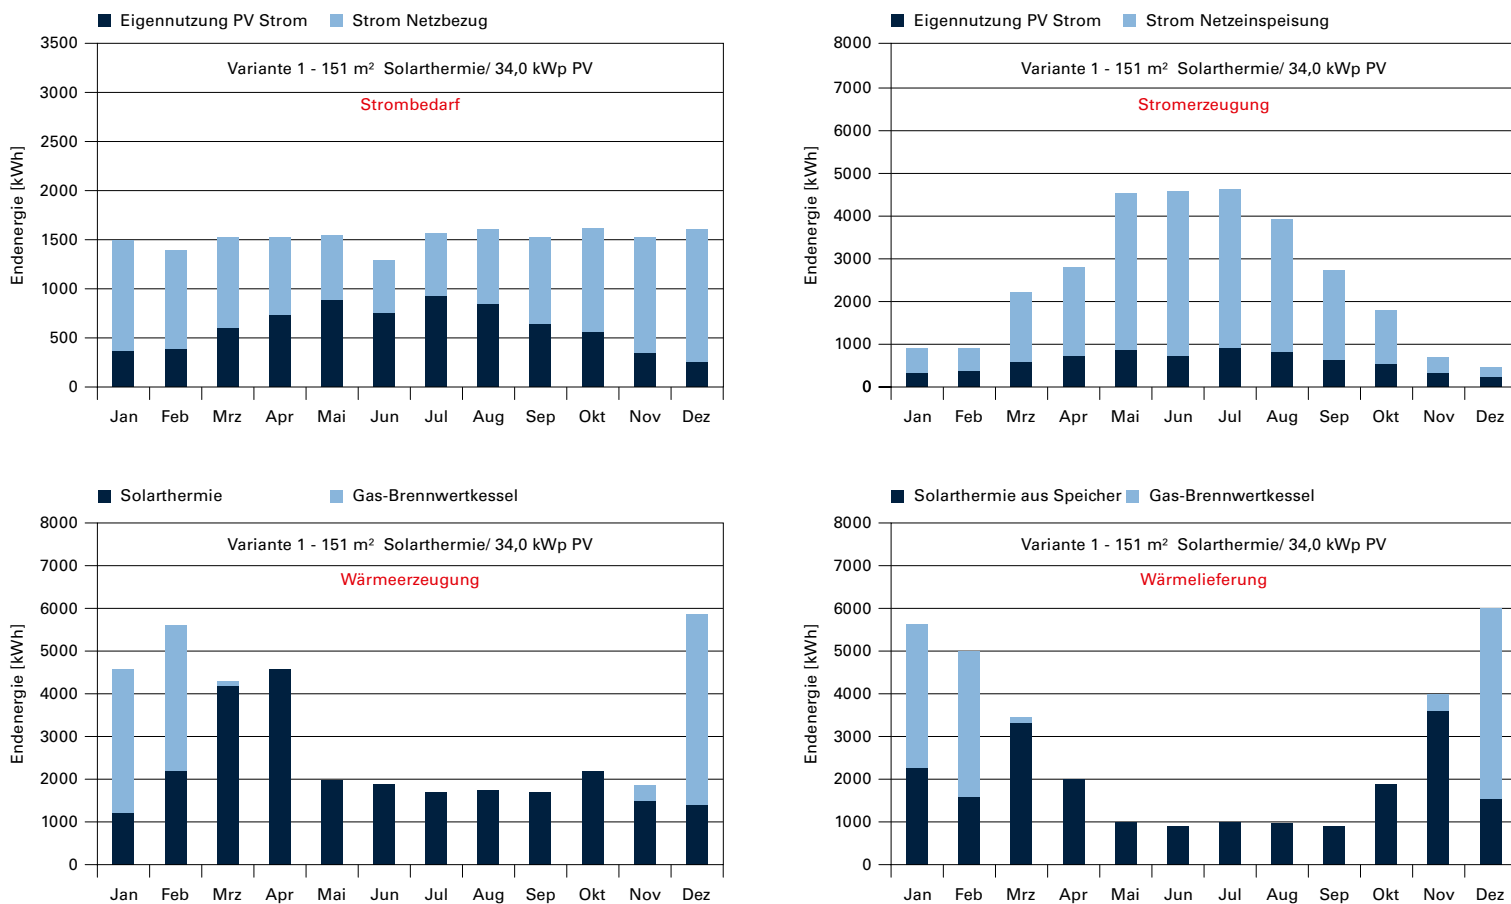 Eigennutzung PV Strom Strom Netzbezug
3500
3000
2500
2000
1500
1000
500
0
Endenergie [kWh]
Variante 1 - 151 m² Solarthermie/ 34,0 kWp PV
Strombedarf
Jan Feb Mrz Apr Mai Jun Jul Aug Sep Okt Nov Dez
Eigennutzung PV Strom Strom Netzeinspeisung
8000
7000
6000
5000
4000
3000
2000
1000
0
Endenergie [kWh]
Variante 1 - 151 m² Solarthermie/ 34,0 kWp PV
Stromerzeugung
Jan Feb Mrz Apr Mai Jun Jul Aug Sep Okt Nov Dez
Solarthermie Gas-Brennwertkessel
8000
7000
6000
5000
4000
3000
2000
1000
0
Endenergie [kWh]
Variante 1 - 151 m² Solarthermie/ 34,0 kWp PV
Wärmeerzeugung
Jan Feb Mrz Apr Mai Jun Jul Aug Sep Okt Nov Dez
Solarthermie aus Speicher Gas-Brennwertkessel
8000
7000
6000
5000
4000
3000
2000
1000
0
Endenergie [kWh]
Variante 1 - 151 m² Solarthermie/ 34,0 kWp PV
Wärmelieferung
Jan Feb Mrz Apr Mai Jun Jul Aug Sep Okt Nov Dez